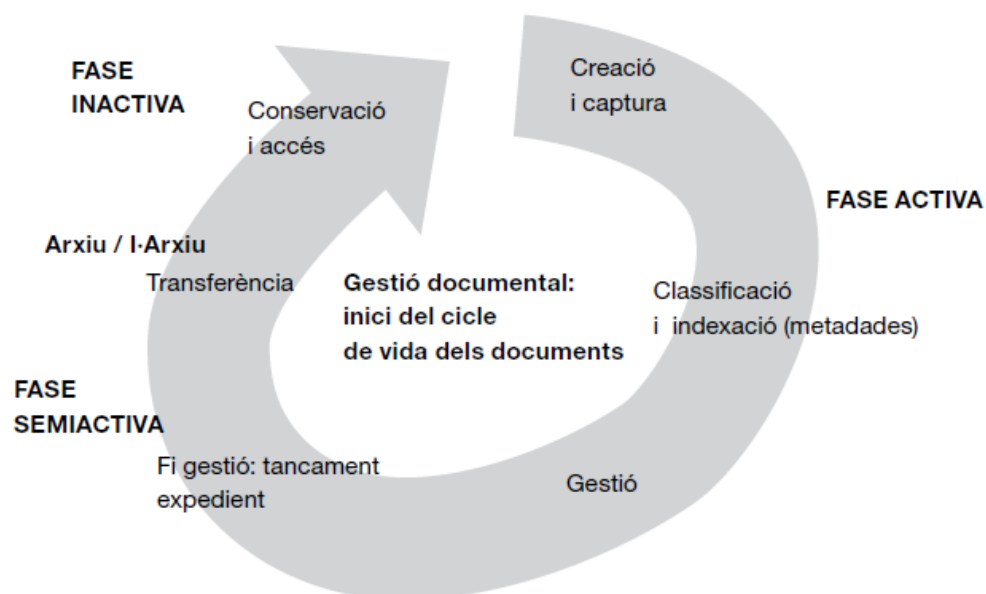 FASE
INACTIVA
Conservació
i accés
Creació
i captura
FASE ACTIVA
Arxiu / I·Arxiu
Transferència
Gestió documental:
inici del cicle
de vida dels documents
Classificació
i indexació (metadades)
FASE
SEMIACTIVA
Fi gestió: tancament
expedient
Gestió